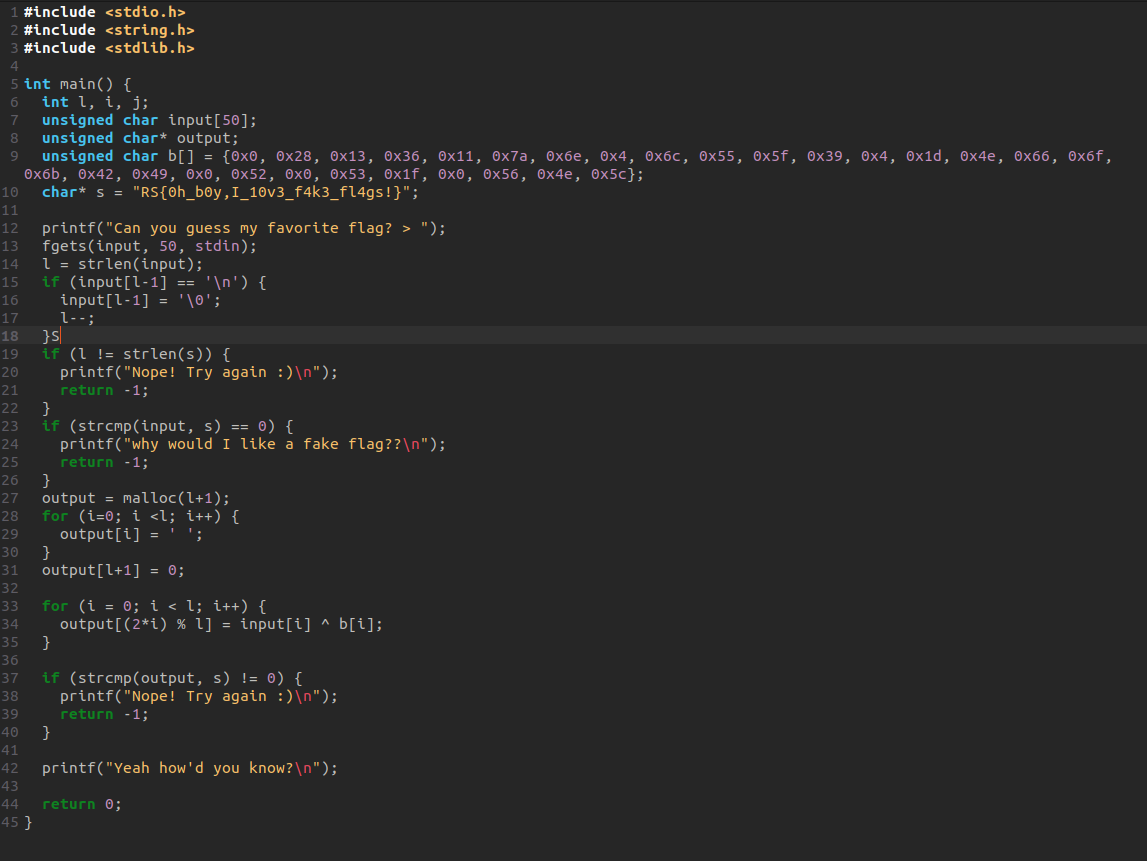 1 #include <stdio.h>
2 #include <string.h>
3 #include <stdlib.h>
4
5 int main() {
6   int l, i, j;
7   unsigned char input[50];
8   unsigned char* output;
9   unsigned char b[] = {0x0, 0x28, 0x13, 0x36, 0x11, 0x7a, 0x6e, 0x4, 0x6c, 0x55, 0x5f, 0x39, 0x4, 0x1d, 0x4e, 0x66, 0x6f,
0x6b, 0x42, 0x49, 0x0, 0x52, 0x0, 0x53, 0x1f, 0x0, 0x56, 0x4e, 0x5c};
10   char* s = "RS{0h_b0y,I_10v3_f4k3_fl4gs!}";
11
12   printf("Can you guess my favorite flag? > ");
13   fgets(input, 50, stdin);
14   l = strlen(input);
15   if (input[l-1] == '\n') {
16     input[l-1] = '\0';
17     l--;
18   }S
19   if (l != strlen(s)) {
20     printf("Nope! Try again :)\n");
21     return -1;
22   }
23   if (strcmp(input, s) == 0) {
24     printf("why would I like a fake flag??\n");
25     return -1;
26   }
27   output = malloc(l+1);
28   for (i=0; i <l; i++) {
29     output[i] = ' ';
30   }
31   output[l+1] = 0;
32
33   for (i = 0; i < l; i++) {
34     output[(2*i) % l] = input[i] ^ b[i];
35   }
36
37   if (strcmp(output, s) != 0) {
38     printf("Nope! Try again :)\n");
39     return -1;
40   }
41
42   printf("Yeah how'd you know?\n");
43
44   return 0;
45 }